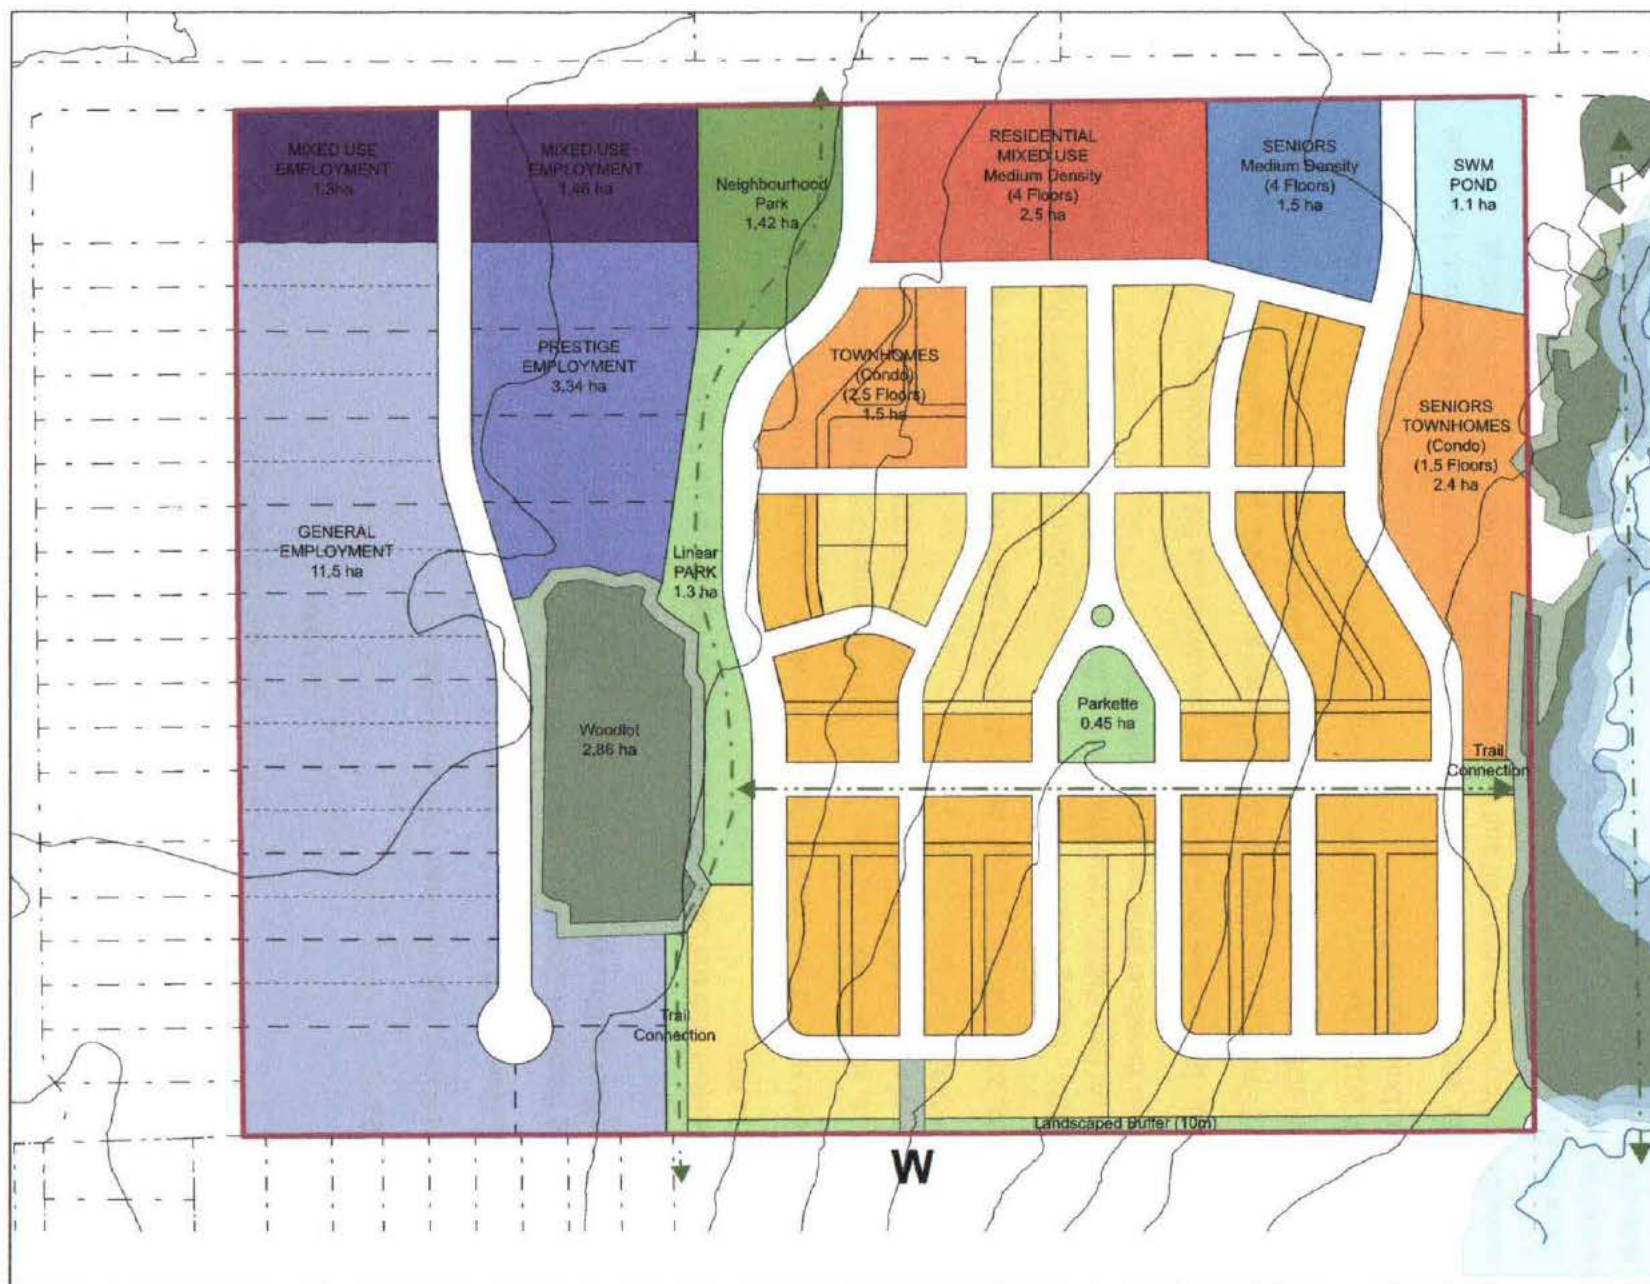 MIXED USE
EMPLOYMENT
1.3ha
MIXED USE
EMPLOYMENT
1.46 ha
Neighbourhood
Park
1.42 ha
RESIDENTIAL
MIXED USE
Medium Density
(4 Floors)
2.5 ha
SENIORS
Medium Density
(4 Floors)
1.5 ha
SWM
POND
1.1 ha
PRESTIGE
EMPLOYMENT
3.34 ha
TOWNHOMES
(Condo)
(2.5 Floors)
1.5 ha
SENIORS
TOWNHOMES
(Condo)
(1.5 Floors)
2.4 ha
GENERAL
EMPLOYMENT
11.5 ha
Linear
PARK
1.3 ha
Woodlot
2.86 ha
Parkette
0.45 ha
Trail
Connection
Trail
Connection
Landscaped Buffer (10m)
W